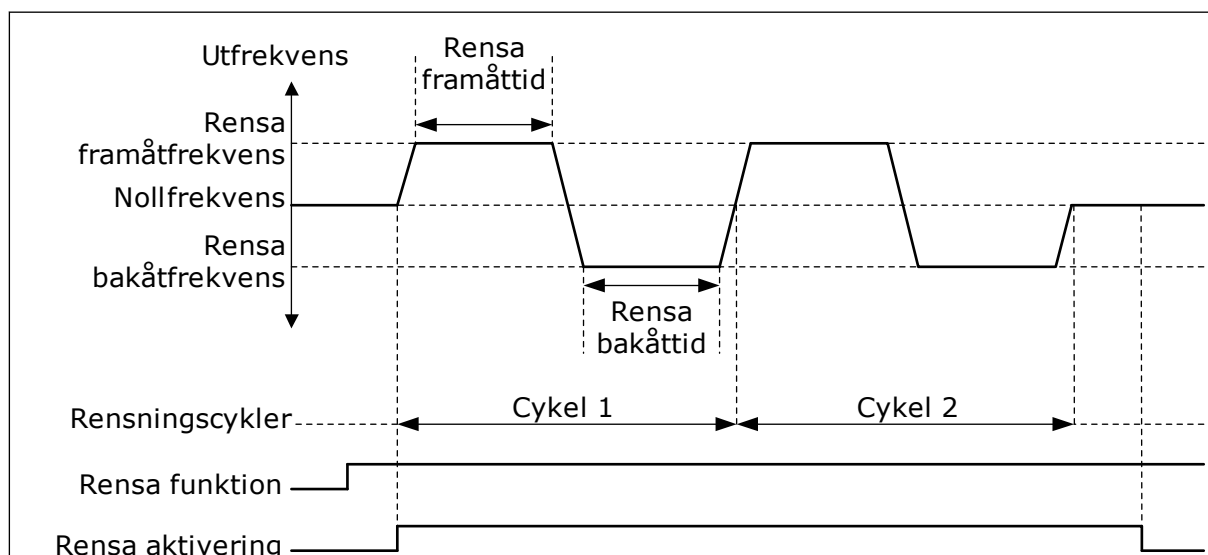 Utfrekvens
Rensa
framåttid
Rensa
framåtfrekvens
Nollfrekvens
Rensa
bakåtfrekvens
Rensa
bakåttid
Rensningscykler
Cykel 1
Cykel 2
Rensa funktion
Rensa aktivering